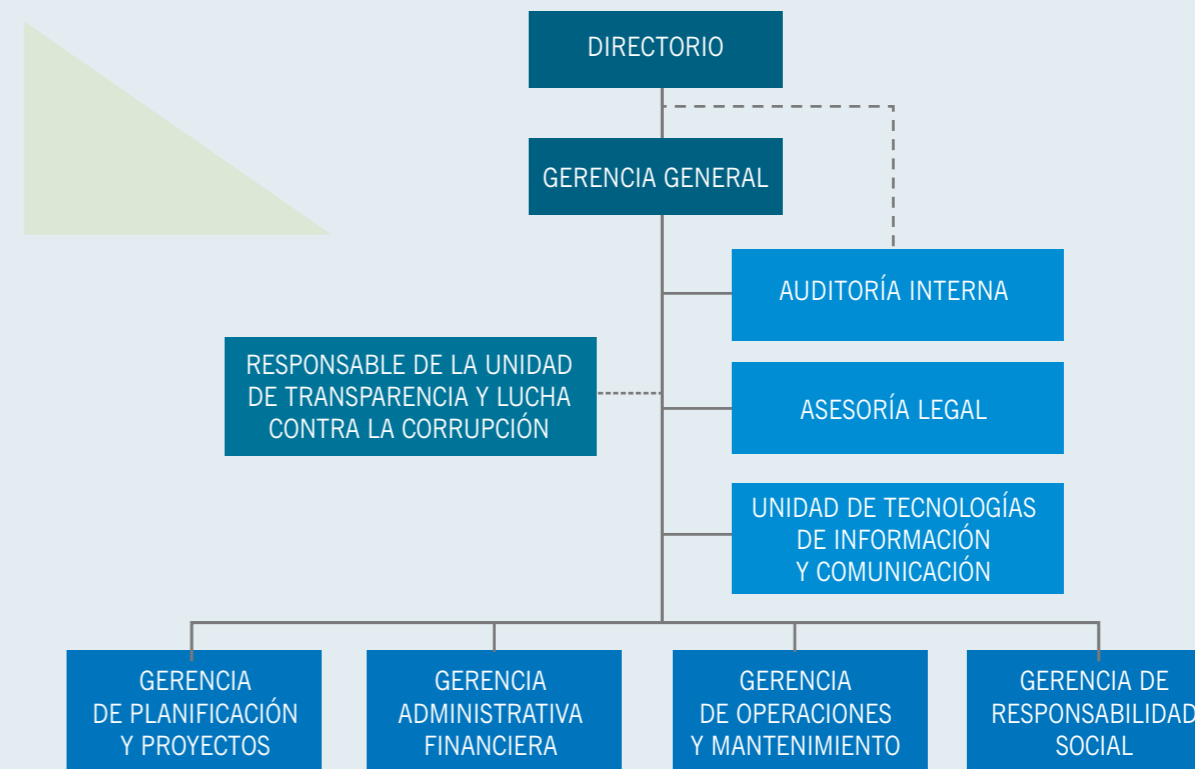 DIRECTORIO
GERENCIA GENERAL
AUDITORÍA INTERNA
RESPONSABLE DE LA UNIDAD
DE TRANSPARENCIA Y LUCHA
CONTRA LA CORRUPCIÓN
ASESORÍA LEGAL
UNIDAD DE TECNOLOGÍAS
DE INFORMACIÓN
Y COMUNICACIÓN
GERENCIA
DE PLANIFICACIÓN
Y PROYECTOS
GERENCIA
ADMINISTRATIVA
FINANCIERA
GERENCIA
DE OPERACIONES
Y MANTENIMIENTO
GERENCIA DE
RESPONSABILIDAD
SOCIAL